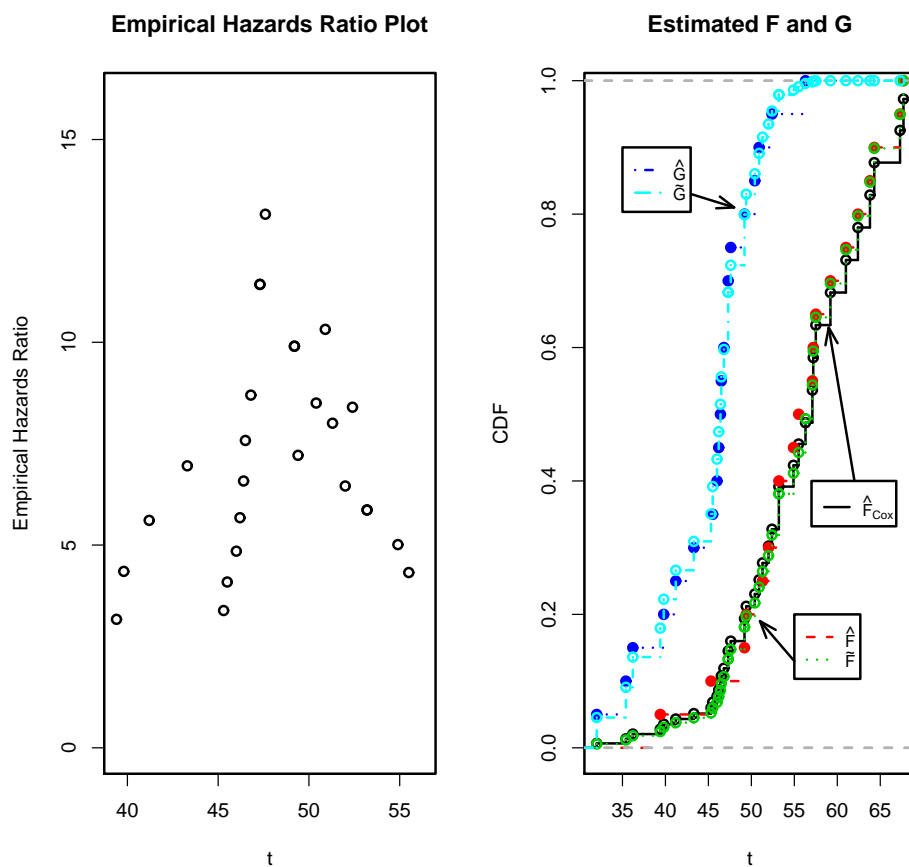 Empirical Hazards Ratio Plot
Empirical Hazards Ratio
15
10
5
0
40 45 50 55
t
Estimated F and G
CDF
1.0
0.8
0.6
0.4
0.2
0.0
35 40 45 50 55 60 65
t
Ĝ
G̃
F̂Cox
F̂
F̃